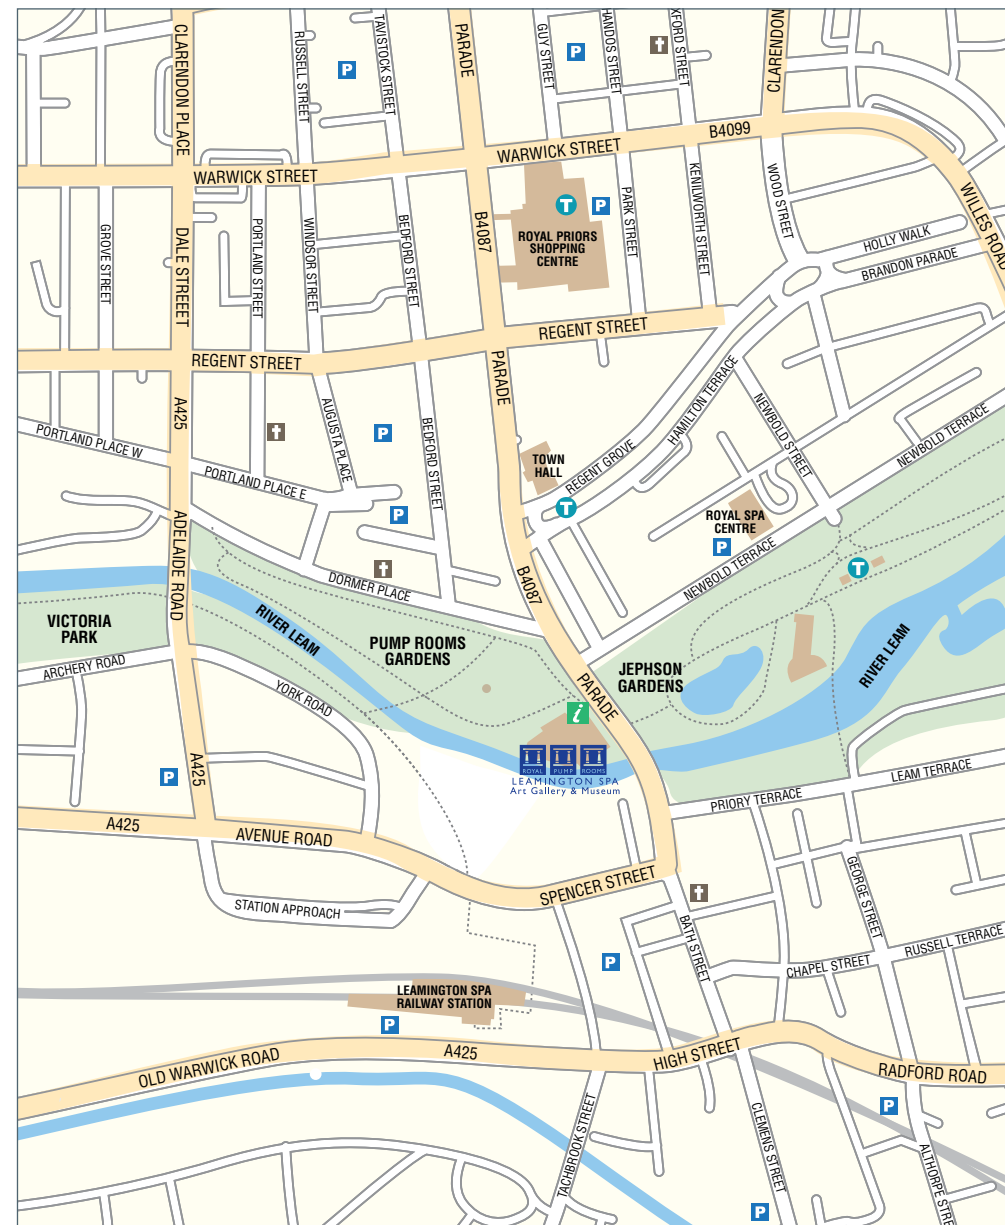 CLARENDON PLACE
RUSSELL STREET
TAVISTOCK STREET
PARADE
GUY STREET
HANDOS STREET
XFORD STREET
CLARENDON
P
P
B4099
WARWICK STREET
WARWICK STREET
WILLES ROAD
GROVE STREET
DALE STREEET
PORTLAND STREET
WINDSOR STREET
BEDFORD STREET
B4087
T
P
ROYAL PRIORS
SHOPPING
CENTRE
PARK STREET
KENILWORTH STREET
WOOD STREET
HOLLY WALK
BRANDON PARADE
REGENT STREET
REGENT STREET
PARADE
A425
AUGUSTA PLACE
P
BEDFORD STREET
HAMILTON TERRACE
NEWBOLD STREET
NEWBOLD TERRACE
PORTLAND PLACE W
PORTLAND PLACE E
TOWN
HALL
REGENT GROVE
T
P
ROYAL SPA
CENTRE
P
ADELAIDE ROAD
DORMER PLACE
B4087
NEWBOLD TERRACE
T
VICTORIA
PARK
RIVER LEAM
PUMP ROOMS
GARDENS
JEPHSON
GARDENS
RIVER LEAM
ARCHERY ROAD
YORK ROAD
PARADE
i
ROYAL PUMP ROOMS
LEAMINGTON SPA
Art Gallery & Museum
A425
P
PRIORY TERRACE
LEAM TERRACE
A425
AVENUE ROAD
SPENCER STREET
GEORGE STREET
STATION APPROACH
BATH STREET
RUSSELL TERRACE
P
CHAPEL STREET
LEAMINGTON SPA
RAILWAY STATION
P
OLD WARWICK ROAD
A425
HIGH STREET
RADFORD ROAD
P
TACHBROOK STREET
CLEMENS STREET
ALTHORPE STRE
P